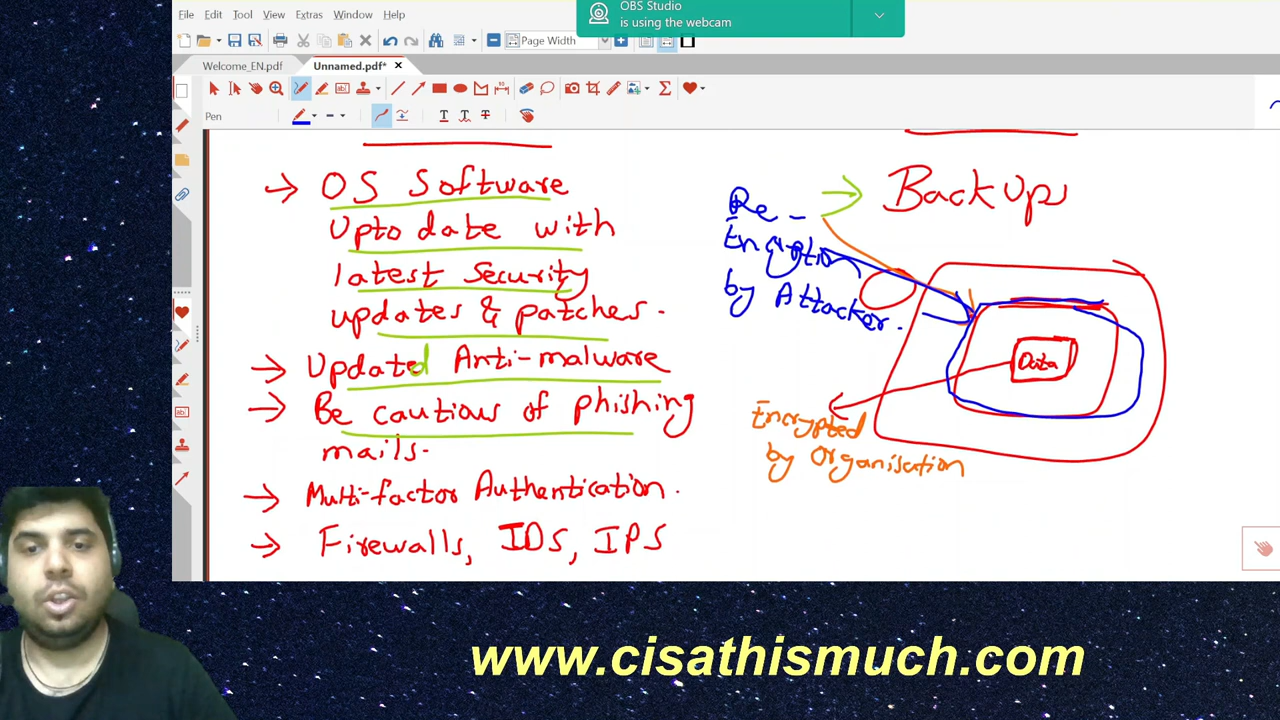 OBS Studio
is using the webcam
File Edit Tool View Extras Window Help
Page Width
Welcome_EN.pdf Unnamed.pdf*
Pen
→ OS Software
Upto date with
latest Security
updates & patches.
→ Updated Anti-malware
→ Be cautious of phishing
mails.
→ Multi-factor Authentication.
→ Firewalls, IDS, IPS
→ Backups
Re-
Encryption
by Attacker.
Data
Encrypted
by Organisation
www.cisathismuch.com